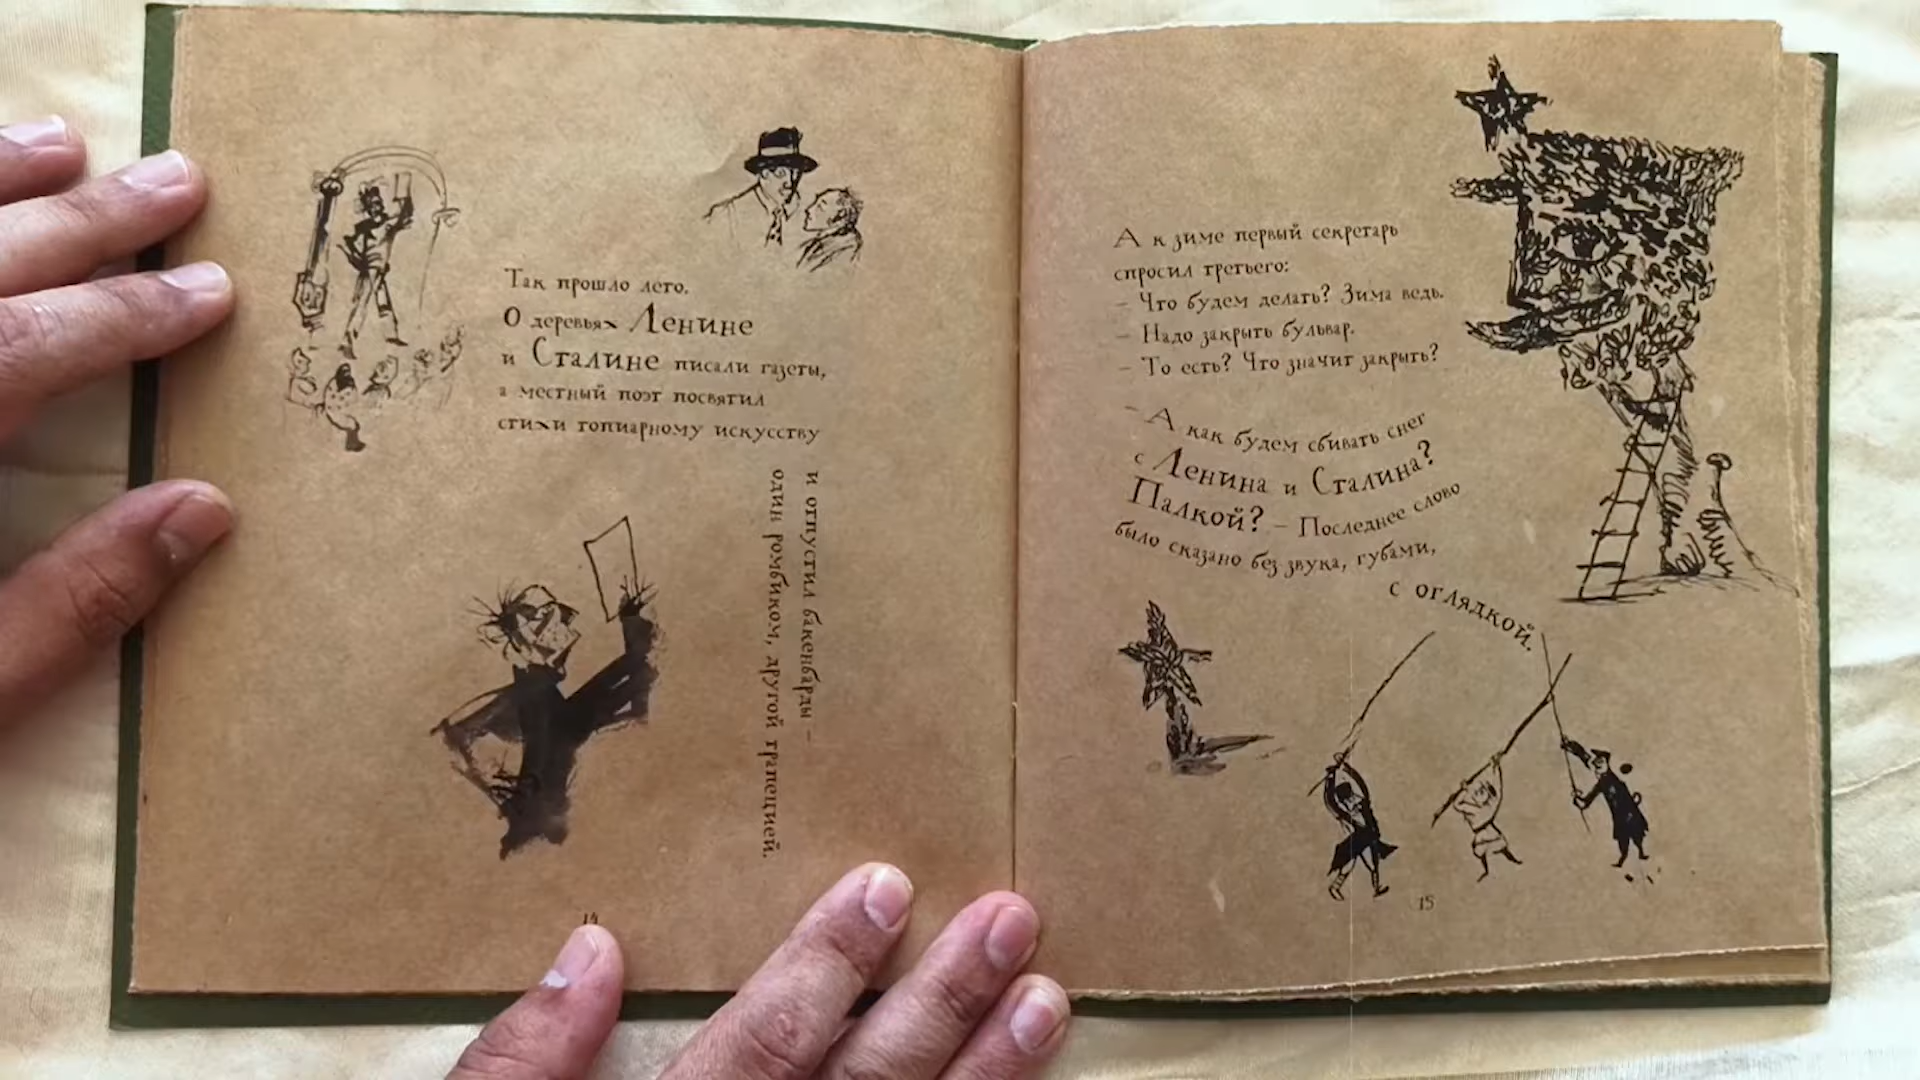 Так прошло лето.
О деревьях Ленине
и Сталине писали газеты,
а местный поэт посвятил
стихи топиарному искусству
и отпустил бакенбарды –
один ромбиком, другой трапецией.
14
А к зиме первый секретарь
спросил третьего:
– Что будем делать? Зима ведь.
– Надо закрыть бульвар.
– То есть? Что значит закрыть?
– А как будем сбивать снег
с Ленина и Сталина?
Палкой? – Последнее слово
было сказано без звука, губами,
с оглядкой.
15